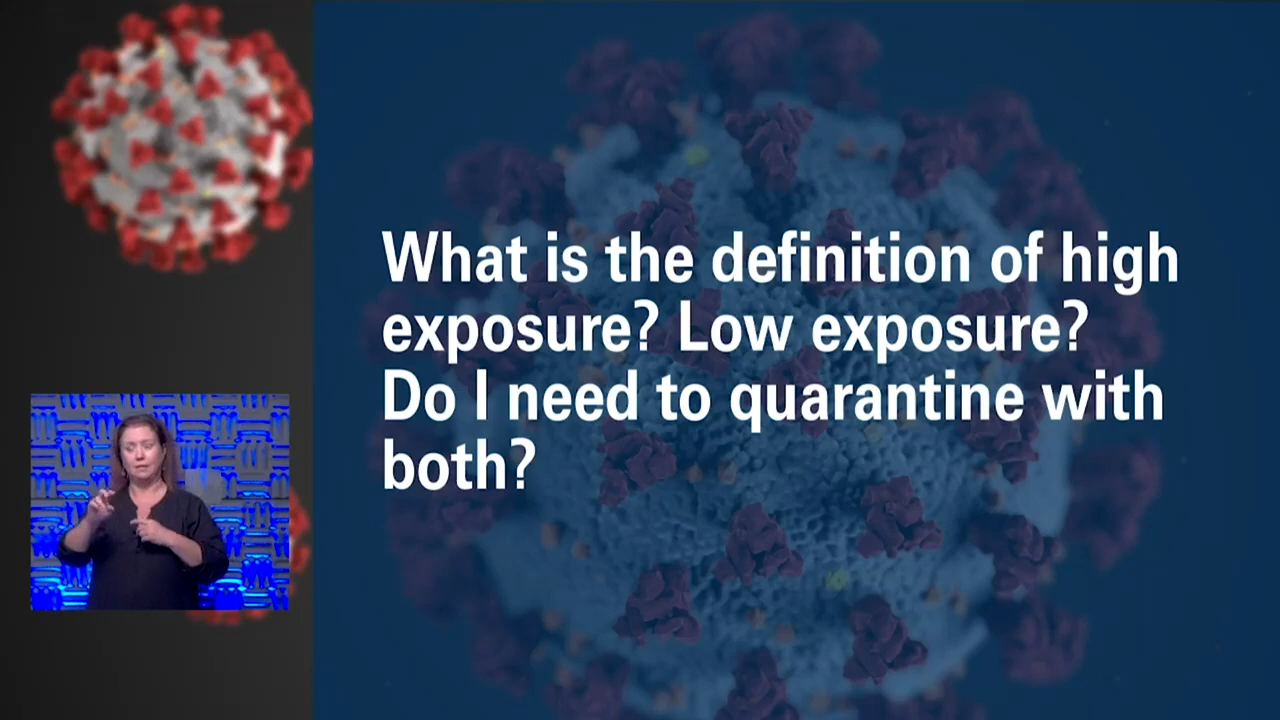 What is the definition of high
exposure? Low exposure?
Do I need to quarantine with
both?